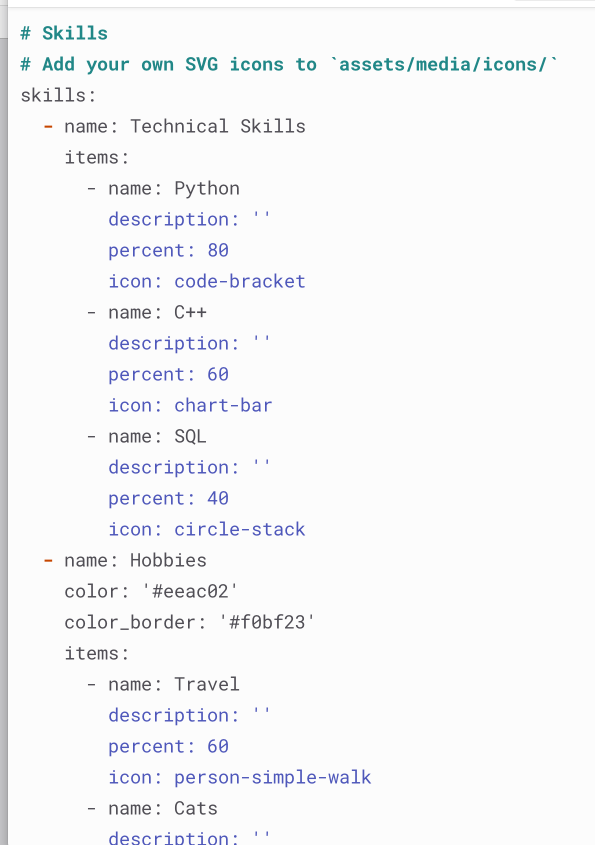 # Skills
# Add your own SVG icons to `assets/media/icons/`
skills:
  - name: Technical Skills
    items:
      - name: Python
        description: ''
        percent: 80
        icon: code-bracket
      - name: C++
        description: ''
        percent: 60
        icon: chart-bar
      - name: SQL
        description: ''
        percent: 40
        icon: circle-stack
  - name: Hobbies
    color: '#eeac02'
    color_border: '#f0bf23'
    items:
      - name: Travel
        description: ''
        percent: 60
        icon: person-simple-walk
      - name: Cats
        description: ''